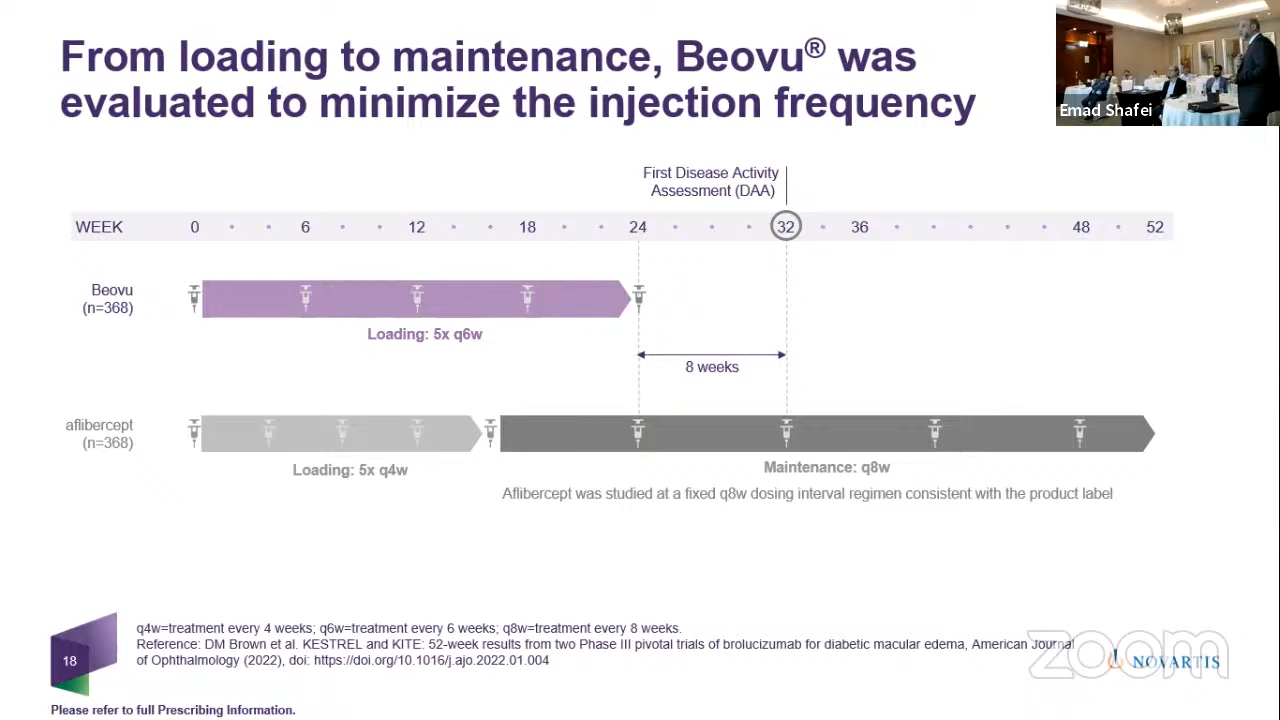 From loading to maintenance, Beovu® was
evaluated to minimize the injection frequency
Emad Shafei
First Disease Activity
Assessment (DAA)
WEEK 0 6 12 18 24 32 36 48 52
Beovu
(n=368)
Loading: 5x q6w
8 weeks
aflibercept
(n=368)
Loading: 5x q4w
Maintenance: q8w
Aflibercept was studied at a fixed q8w dosing interval regimen consistent with the product label
q4w=treatment every 4 weeks; q6w=treatment every 6 weeks; q8w=treatment every 8 weeks.
Reference: DM Brown et al. KESTREL and KITE: 52-week results from two Phase III pivotal trials of brolucizumab for diabetic macular edema, American Journal
of Ophthalmology (2022), doi: https://doi.org/10.1016/j.ajo.2022.01.004
18
zoom
NOVARTIS
Please refer to full Prescribing Information.